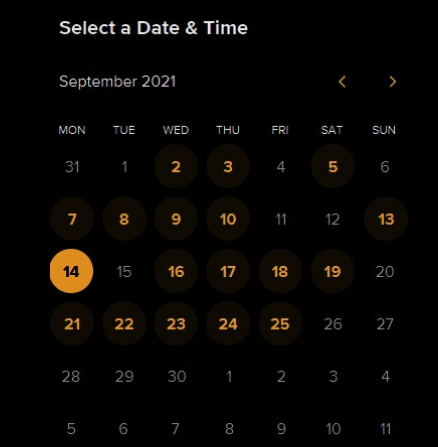 Select a Date & Time
September 2021
MON TUE WED THU FRI SAT SUN
31 1 2 3 4 5 6
7 8 9 10 11 12 13
14 15 16 17 18 19 20
21 22 23 24 25 26 27
28 29 30 1 2 3 4
5 6 7 8 9 10 11